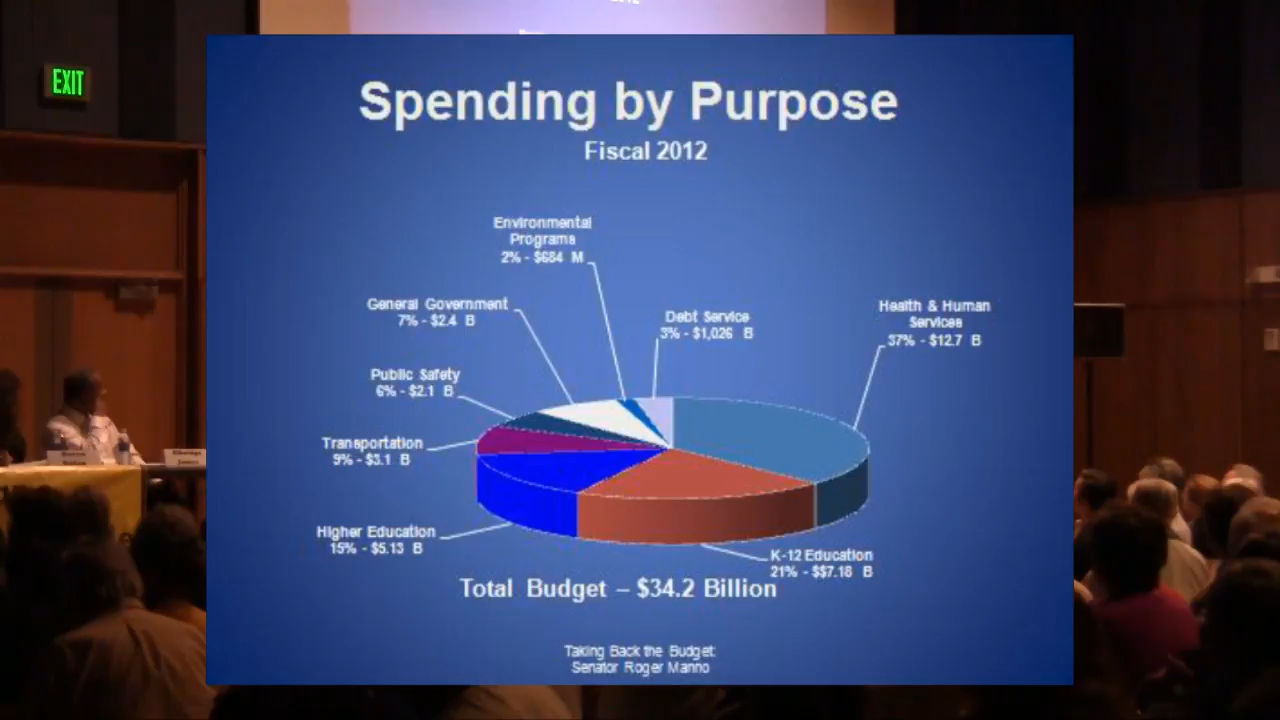 EXIT
Spending by Purpose
Fiscal 2012
Environmental
Programs
2% - $684 M
General Government
7% - $2.4 B
Debt Service
3% - $1,026 B
Health & Human
Services
37% - $12.7 B
Public Safety
6% - $2.1 B
Transportation
9% - $3.1 B
Higher Education
15% - $5.13 B
K-12 Education
21% - $$7.18 B
Total Budget – $34.2 Billion
Taking Back the Budget:
Senator Roger Manno